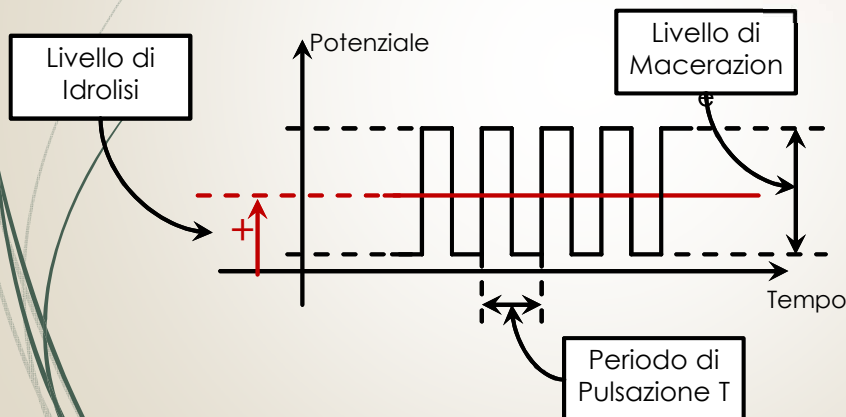 Livello di
Idrolisi
Potenziale
Livello di
Macerazion
e
+
Tempo
Periodo di
Pulsazione T